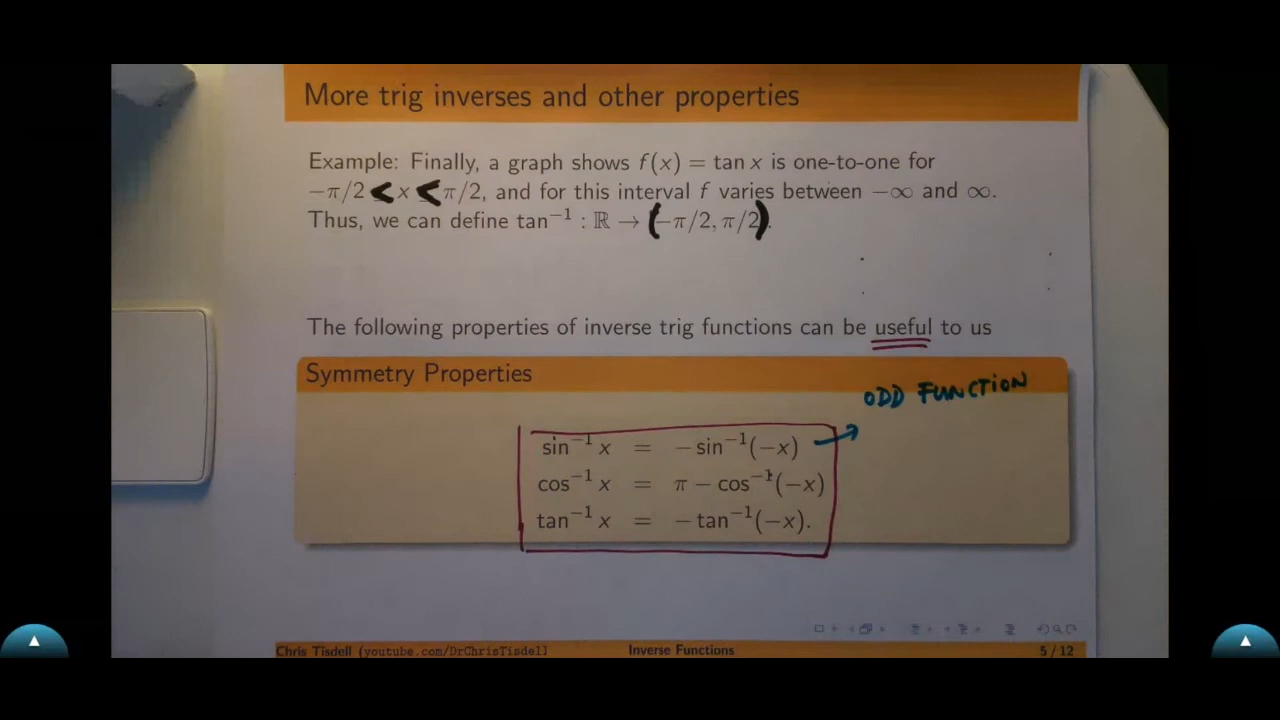 More trig inverses and other properties
Example: Finally, a graph shows f(x) = tan x is one-to-one for
−π/2 < x < π/2, and for this interval f varies between −∞ and ∞.
Thus, we can define tan⁻¹ : ℝ → (−π/2, π/2).
The following properties of inverse trig functions can be useful to us
Symmetry Properties
ODD FUNCTION
sin⁻¹ x = − sin⁻¹(−x)
cos⁻¹ x = π − cos⁻¹(−x)
tan⁻¹ x = − tan⁻¹(−x).
Chris Tisdell (youtube.com/DrChrisTisdell Inverse Functions 5 / 12